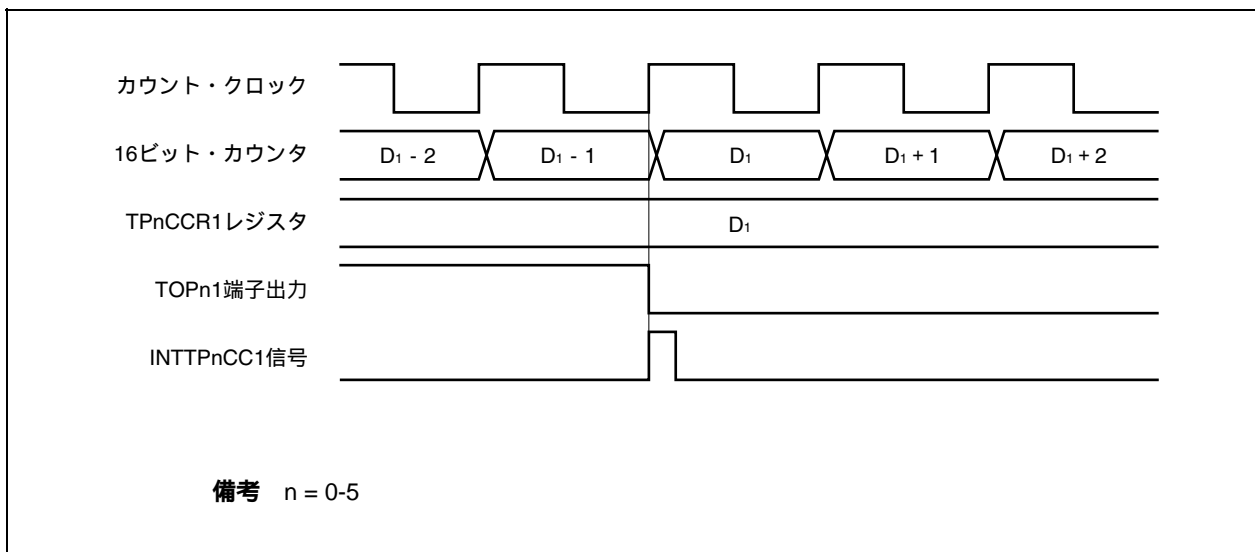 カウント・クロック
16ビット・カウンタ D1 - 2 D1 - 1 D1 D1 + 1 D1 + 2
TPnCCR1レジスタ D1
TOPn1端子出力
INTTPnCC1信号
備考 n = 0-5